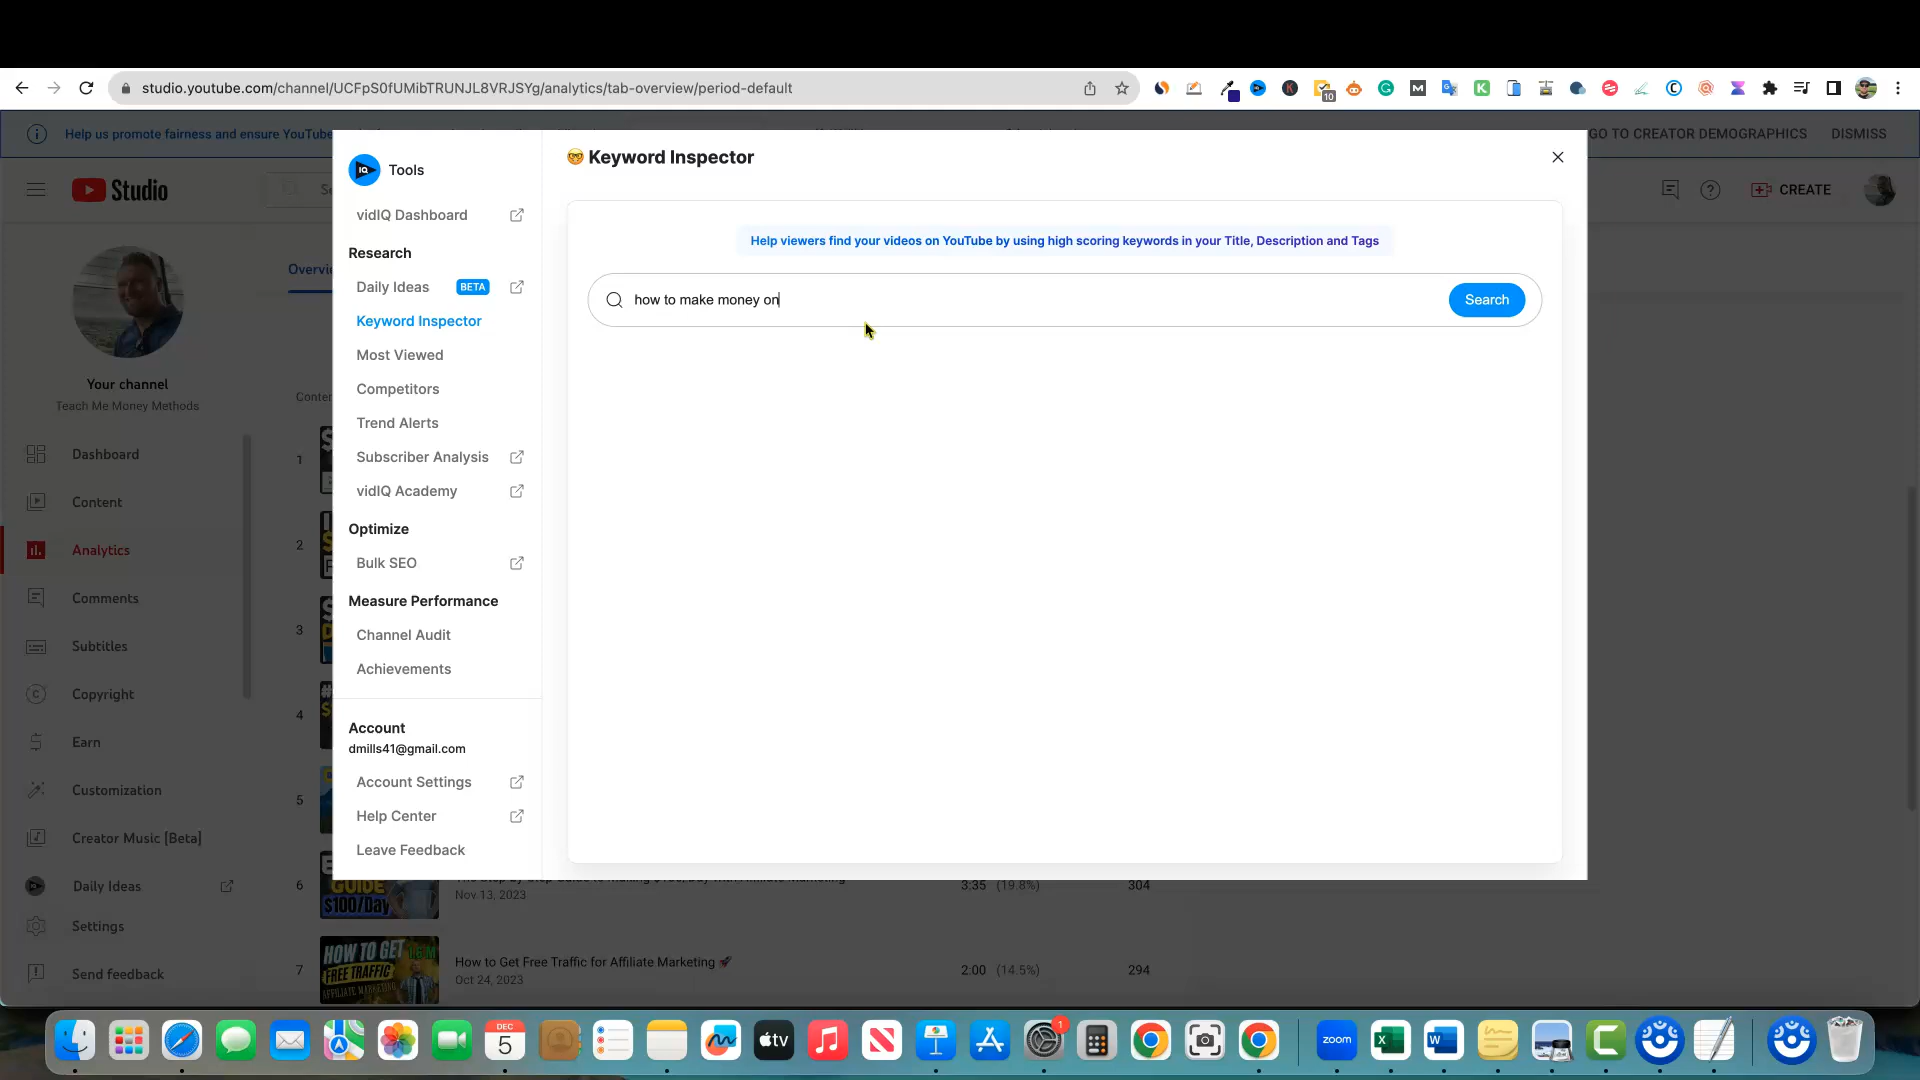 studio.youtube.com/channel/UCFpS0fUMibTRUNJL8VRJSYg/analytics/tab-overview/period-default
10
Help us promote fairness and ensure YouTube
GO TO CREATOR DEMOGRAPHICS
DISMISS
Studio
CREATE
Your channel
Teach Me Money Methods
Dashboard
Content
Analytics
Comments
Subtitles
Copyright
Earn
Customization
Creator Music [Beta]
Daily Ideas
Settings
Send feedback
IQ Tools
vidIQ Dashboard
Research
Daily Ideas BETA
Keyword Inspector
Most Viewed
Competitors
Trend Alerts
Subscriber Analysis
vidIQ Academy
Optimize
Bulk SEO
Measure Performance
Channel Audit
Achievements
Account
dmills41@gmail.com
Account Settings
Help Center
Leave Feedback
Keyword Inspector
Help viewers find your videos on YouTube by using high scoring keywords in your Title, Description and Tags
how to make money on
Search
1
2
3
4
5
6
GUIDE
$100/Day
Nov 13, 2023
3:35 (19.8%)
304
7
HOW TO GET
FREE TRAFFIC
AFFILIATE MARKETING
How to Get Free Traffic for Affiliate Marketing 🚀
Oct 24, 2023
2:00 (14.5%)
294
DEC
5
tv
1
zoom
X
W